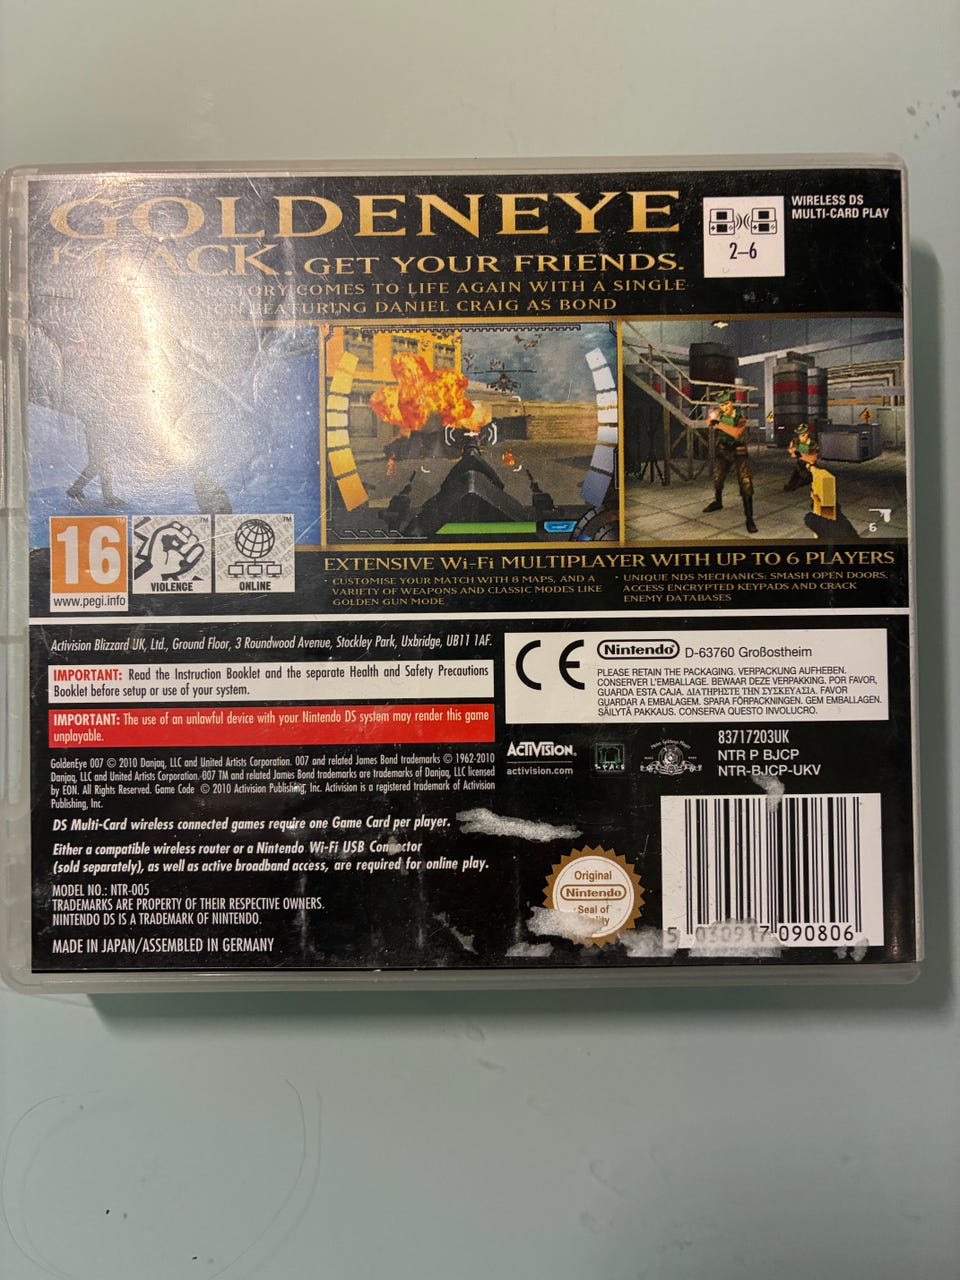 GOLDENEYE
IS BACK. GET YOUR FRIENDS.
STORY COMES TO LIFE AGAIN WITH A SINGLE
FEATURING DANIEL CRAIG AS BOND
WIRELESS DS
MULTI-CARD PLAY
2–6
6
16
www.pegi.info
VIOLENCE
ONLINE
EXTENSIVE Wi-Fi MULTIPLAYER WITH UP TO 6 PLAYERS
· CUSTOMISE YOUR MATCH WITH 8 MAPS, AND A
VARIETY OF WEAPONS AND CLASSIC MODES LIKE
GOLDEN GUN MODE
· UNIQUE NDS MECHANICS: SMASH OPEN DOORS,
ACCESS ENCRYPTED KEYPADS AND CRACK
ENEMY DATABASES
Activision Blizzard UK, Ltd., Ground Floor, 3 Roundwood Avenue, Stockley Park, Uxbridge, UB11 1AF.
IMPORTANT: Read the Instruction Booklet and the separate Health and Safety Precautions
Booklet before setup or use of your system.
IMPORTANT: The use of an unlawful device with your Nintendo DS system may render this game
unplayable.
GoldenEye 007 © 2010 Danjaq, LLC and United Artists Corporation. 007 and related James Bond trademarks © 1962-2010
Danjaq, LLC and United Artists Corporation. 007 TM and related James Bond trademarks are trademarks of Danjaq, LLC licensed
by EON. All Rights Reserved. Game Code © 2010 Activision Publishing, Inc. Activision is a registered trademark of Activision
Publishing, Inc.
DS Multi-Card wireless connected games require one Game Card per player.
Either a compatible wireless router or a Nintendo Wi-Fi USB Connector
(sold separately), as well as active broadband access, are required for online play.
MODEL NO.: NTR-005
TRADEMARKS ARE PROPERTY OF THEIR RESPECTIVE OWNERS.
NINTENDO DS IS A TRADEMARK OF NINTENDO.
MADE IN JAPAN/ASSEMBLED IN GERMANY
CE
Nintendo® D-63760 Großostheim
PLEASE RETAIN THE PACKAGING. VERPACKUNG AUFHEBEN.
CONSERVER L'EMBALLAGE. BEWAAR DEZE VERPAKKING. POR FAVOR,
GUARDA ESTA CAJA. ΔΙΑΤΗΡΗΣΤΕ ΤΗΝ ΣΥΣΚΕΥΑΣΙΑ. FAVOR
GUARDAR A EMBALAGEM. SPARA FÖRPACKNINGEN. GEM EMBALLAGEN.
SÄILYTÄ PAKKAUS. CONSERVA QUESTO INVOLUCRO.
ACTIVISION®
activision.com
83717203UK
NTR P BJCP
NTR-BJCP-UKV
Original
Nintendo
Seal of
Quality
5 030917 090806